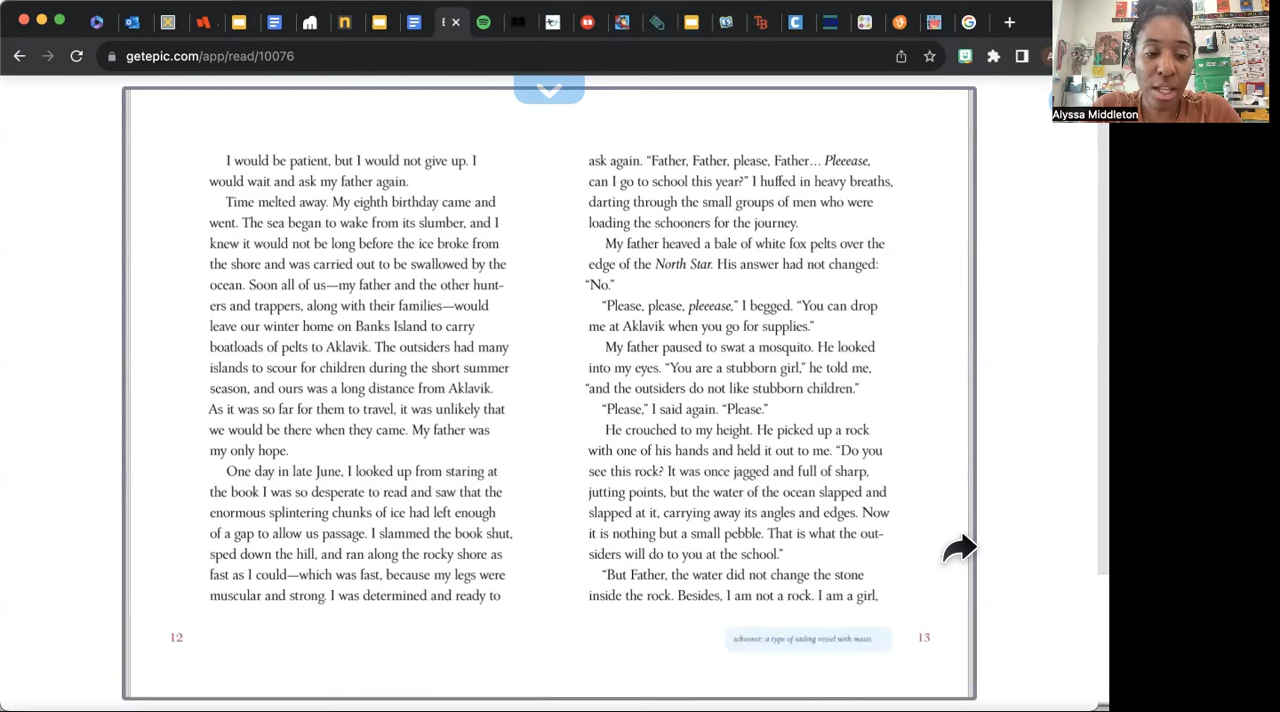 getepic.com/app/read/10076
Alyssa Middleton
I would be patient, but I would not give up. I
would wait and ask my father again.
Time melted away. My eighth birthday came and
went. The sea began to wake from its slumber, and I
knew it would not be long before the ice broke from
the shore and was carried out to be swallowed by the
ocean. Soon all of us—my father and the other hunt-
ers and trappers, along with their families—would
leave our winter home on Banks Island to carry
boatloads of pelts to Aklavik. The outsiders had many
islands to scour for children during the short summer
season, and ours was a long distance from Aklavik.
As it was so far for them to travel, it was unlikely that
we would be there when they came. My father was
my only hope.
One day in late June, I looked up from staring at
the book I was so desperate to read and saw that the
enormous splintering chunks of ice had left enough
of a gap to allow us passage. I slammed the book shut,
sped down the hill, and ran along the rocky shore as
fast as I could—which was fast, because my legs were
muscular and strong. I was determined and ready to
12
ask again. “Father, Father, please, Father… Pleeease,
can I go to school this year?” I huffed in heavy breaths,
darting through the small groups of men who were
loading the schooners for the journey.
My father heaved a bale of white fox pelts over the
edge of the North Star. His answer had not changed:
“No.”
“Please, please, pleeease,” I begged. “You can drop
me at Aklavik when you go for supplies.”
My father paused to swat a mosquito. He looked
into my eyes. “You are a stubborn girl,” he told me,
“and the outsiders do not like stubborn children.”
“Please,” I said again. “Please.”
He crouched to my height. He picked up a rock
with one of his hands and held it out to me. “Do you
see this rock? It was once jagged and full of sharp,
jutting points, but the water of the ocean slapped and
slapped at it, carrying away its angles and edges. Now
it is nothing but a small pebble. That is what the out-
siders will do to you at the school.”
“But Father, the water did not change the stone
inside the rock. Besides, I am not a rock. I am a girl,
schooner: a type of sailing vessel with masts
13